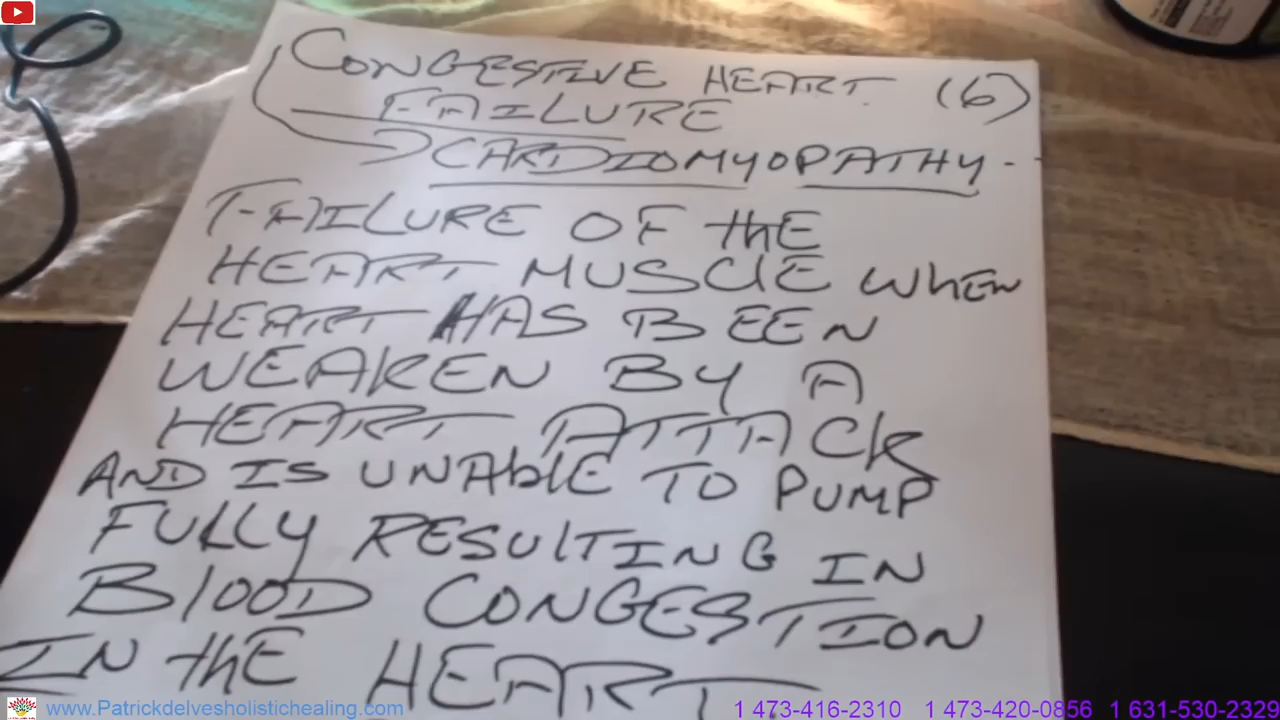 CONGESTIVE HEART (6)
FAILURE
CARDIOMYOPATHY.
FAILURE OF thE
HEART MUSCLE WHEN
HEART HAS BEEN
WEAKEN BY A
HEART ATTACK
AND IS UNABLE TO PUMP
FULLY RESULTING IN
BLOOD CONGESTION
IN thE HEART
www.Patrickdelvesholistichealing.com 1 473-416-2310 1 473-420-0856 1 631-530-2329